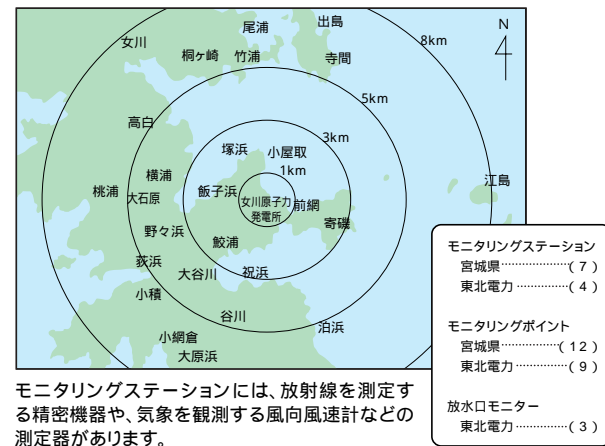 尾浦
出島
N
女川
8km
桐ヶ崎
竹浦
寺間
5km
高白
3km
塚浜
小屋取
1km
横浦
江島
桃浦
大石原
飯子浜
女川原子力
発電所
前網
寄磯
野々浜
鮫浦
荻浜
大谷川
祝浜
小積
谷川
泊浜
小網倉
大原浜
モニタリングステーション
宮城県………………(7)
東北電力……………(4)
モニタリングポイント
宮城県………………(12)
東北電力……………(9)
放水口モニター
東北電力……………(3)
モニタリングステーションには、放射線を測定す
る精密機器や、気象を観測する風向風速計などの
測定器があります。